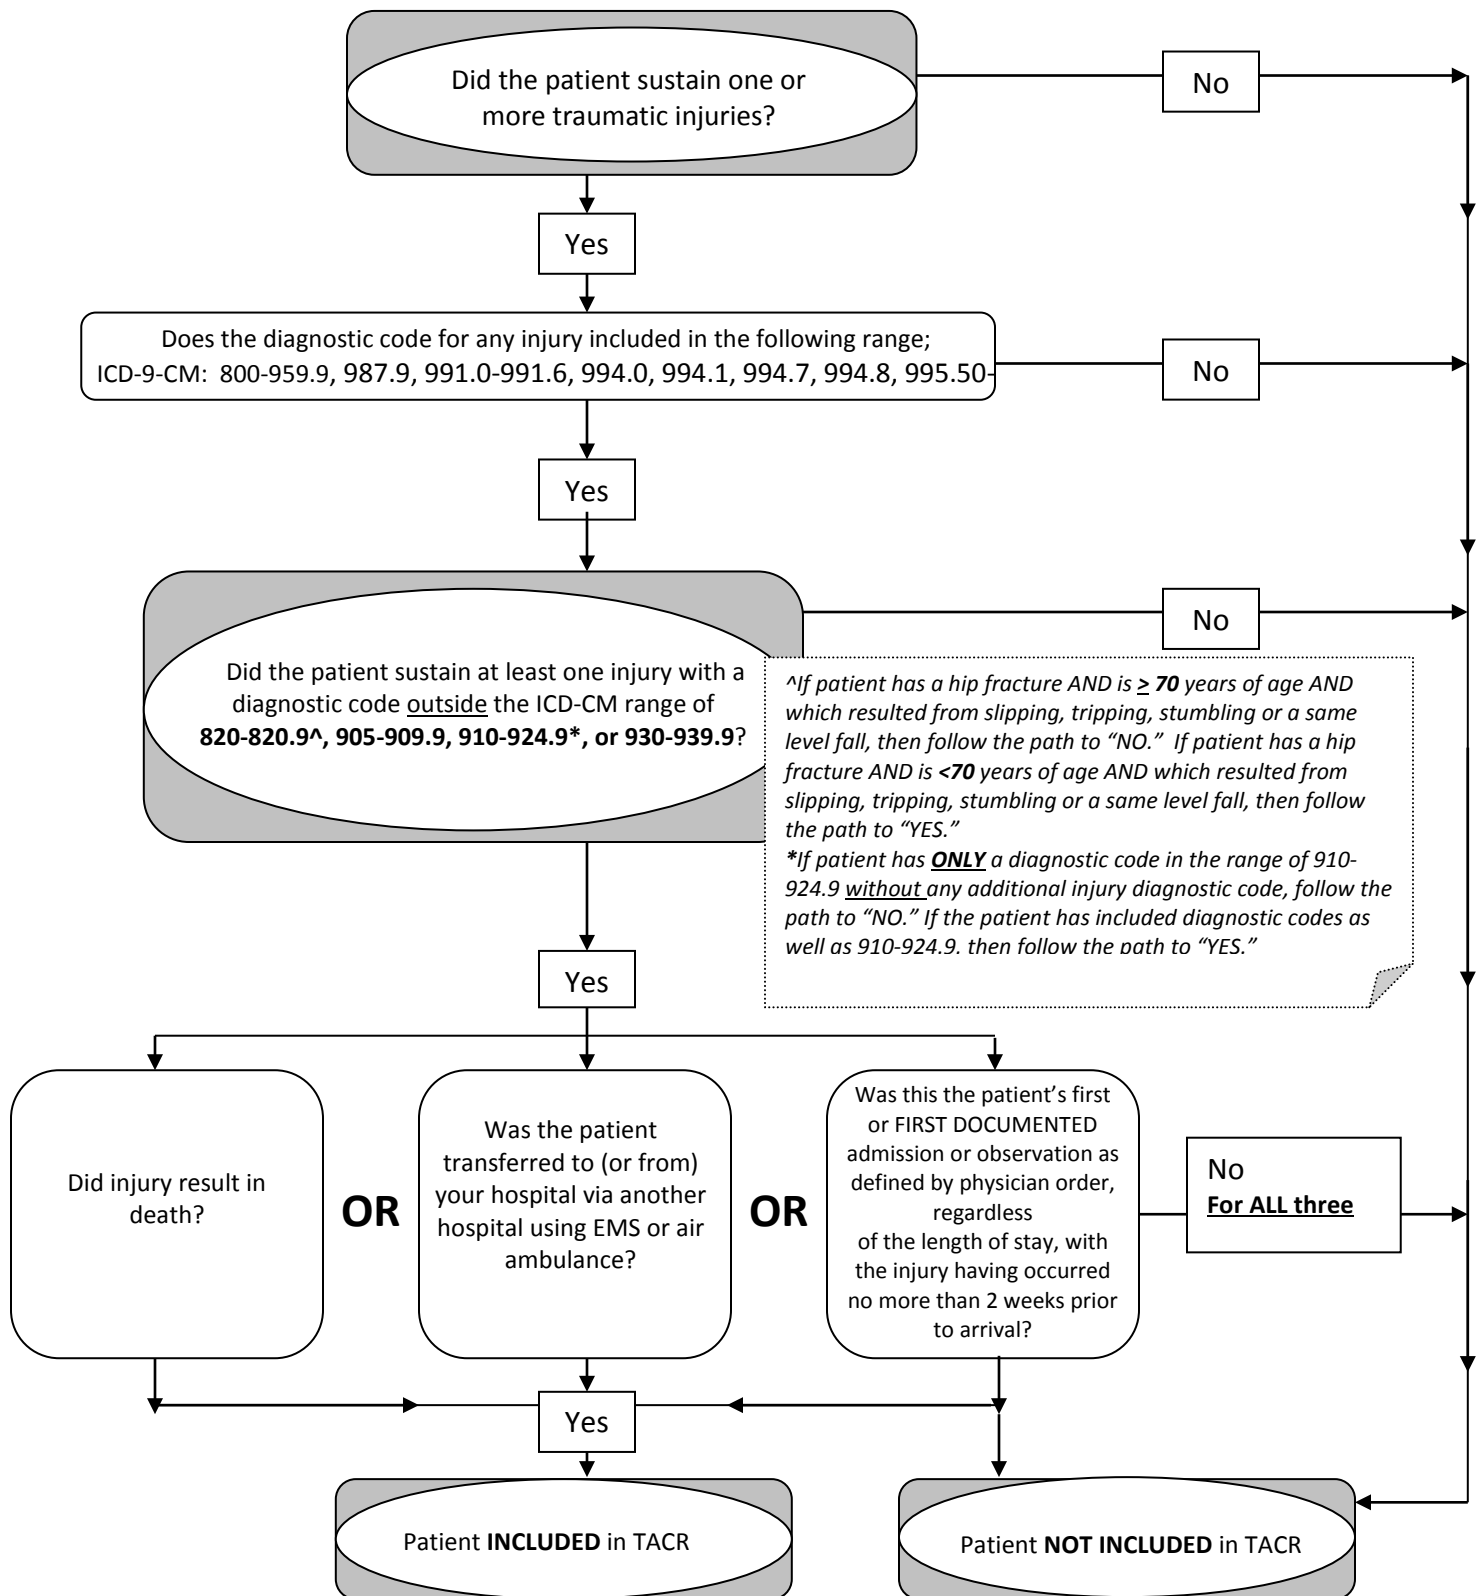 Did the patient sustain one or
more traumatic injuries?
No
Yes
Does the diagnostic code for any injury included in the following range;
ICD-9-CM: 800-959.9, 987.9, 991.0-991.6, 994.0, 994.1, 994.7, 994.8, 995.50-
No
Yes
Did the patient sustain at least one injury with a
diagnostic code outside the ICD-CM range of
820-820.9^, 905-909.9, 910-924.9*, or 930-939.9?
No
^If patient has a hip fracture AND is > 70 years of age AND
which resulted from slipping, tripping, stumbling or a same
level fall, then follow the path to “NO.” If patient has a hip
fracture AND is <70 years of age AND which resulted from
slipping, tripping, stumbling or a same level fall, then follow
the path to “YES.”
*If patient has ONLY a diagnostic code in the range of 910-
924.9 without any additional injury diagnostic code, follow the
path to “NO.” If the patient has included diagnostic codes as
well as 910-924.9, then follow the path to “YES.”
Yes
Did injury result in
death?
OR
Was the patient
transferred to (or from)
your hospital via another
hospital using EMS or air
ambulance?
OR
Was this the patient’s first
or FIRST DOCUMENTED
admission or observation as
defined by physician order,
regardless
of the length of stay, with
the injury having occurred
no more than 2 weeks prior
to arrival?
No
For ALL three
Yes
Patient INCLUDED in TACR
Patient NOT INCLUDED in TACR